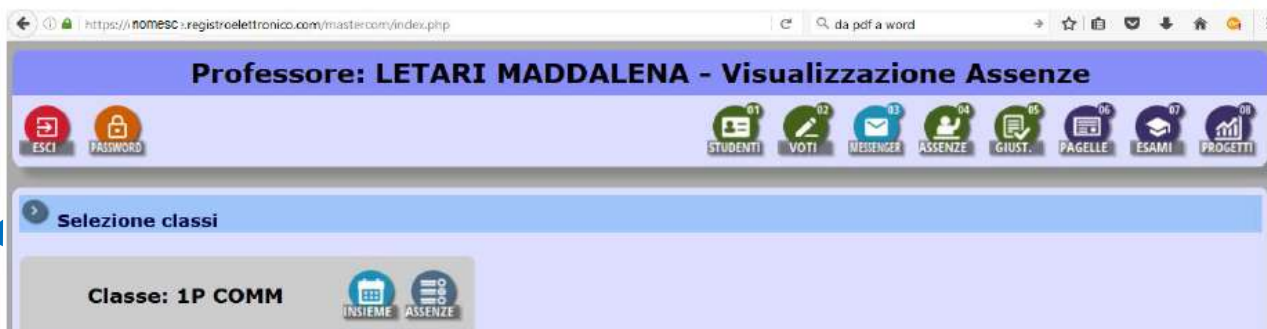 https://nomesc.registroelettronico.com/mastercom/index.php da pdf a word
Professore: LETARI MADDALENA - Visualizzazione Assenze
01 02 03 04 05 06 07 08
ESCI PASSWORD STUDENTI VOTI MESSENGER ASSENZE GIUST. PAGELLE ESAMI PROGETTI
Selezione classi
Classe: 1P COMM INSIEME ASSENZE